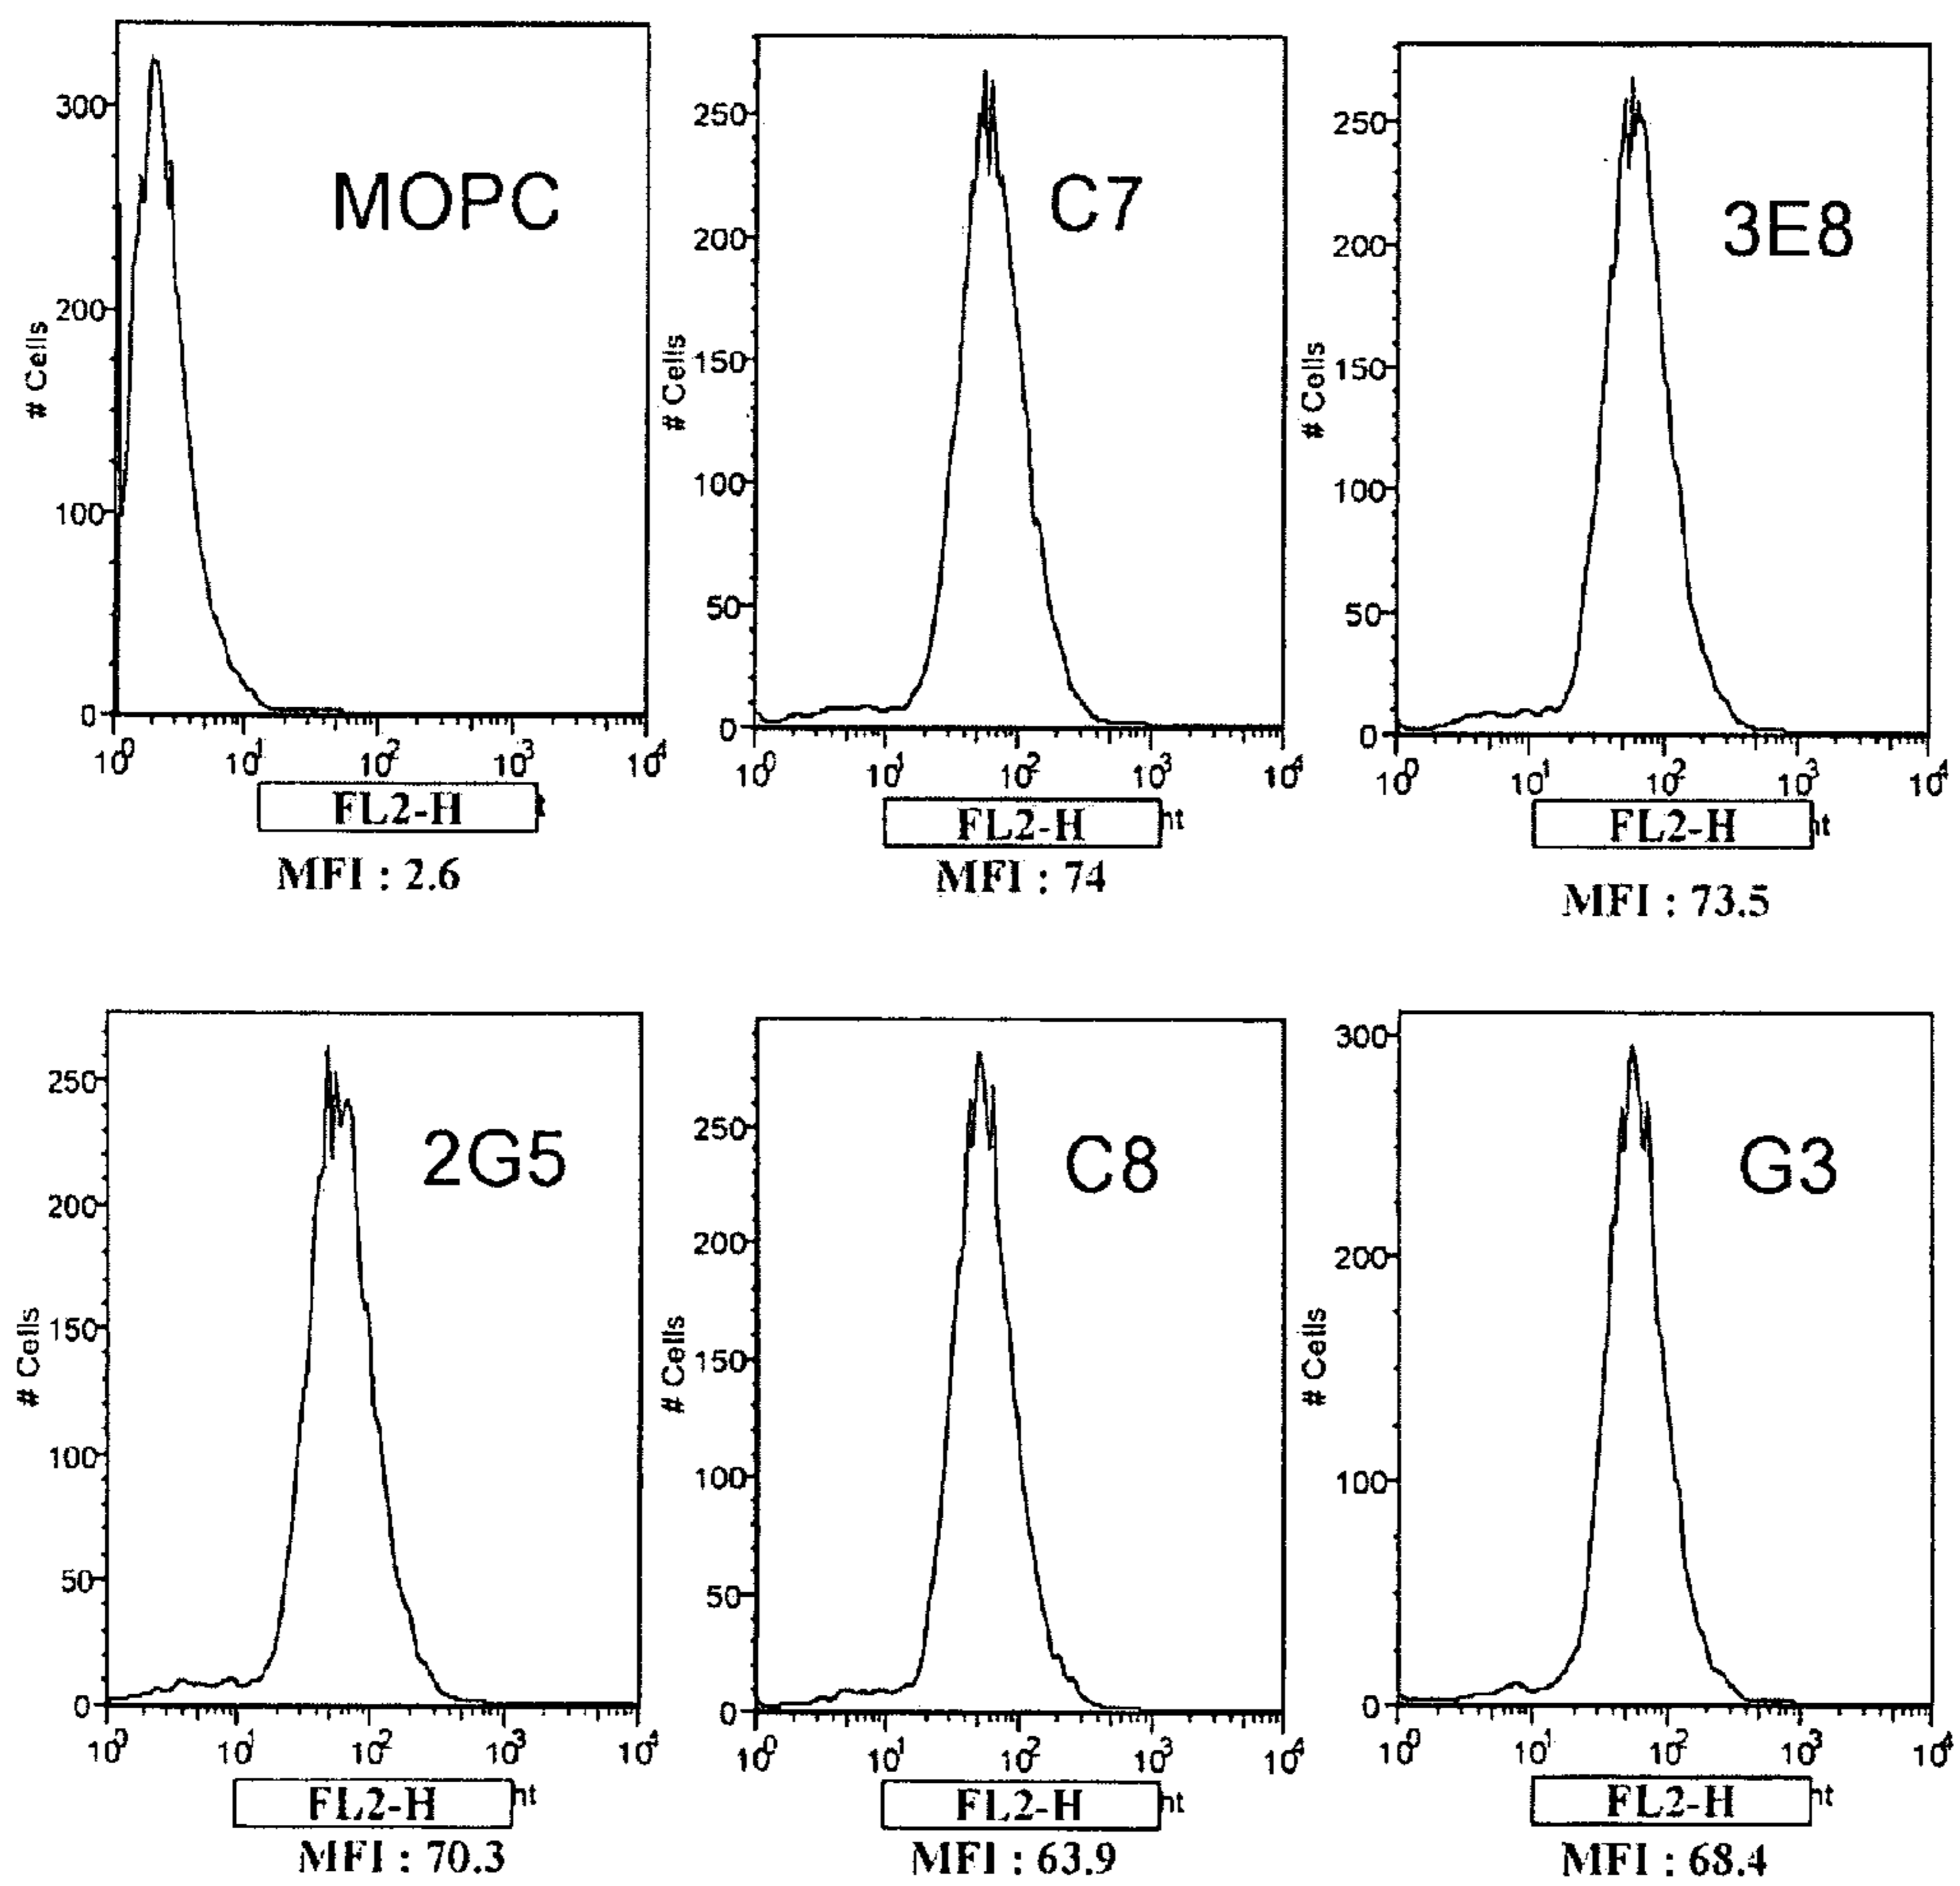 MOPC
# Cells
300
200
100
0
10⁰ 10¹ 10² 10³ 10⁴
FL2-H
MFI : 2.6
C7
# Cells
250
200
150
100
50
0
10⁰ 10¹ 10² 10³ 10⁴
FL2-H ht
MFI : 74
3E8
# Cells
250
200
150
100
50
0
10⁰ 10¹ 10² 10³ 10⁴
FL2-H ht
MFI : 73.5
2G5
# Cells
250
200
150
100
50
0
10⁰ 10¹ 10² 10³ 10⁴
FL2-H ht
MFI : 70.3
C8
# Cells
250
200
150
100
50
0
10⁰ 10¹ 10² 10³ 10⁴
FL2-H ht
MFI : 63.9
G3
# Cells
300
200
100
0
10⁰ 10¹ 10² 10³ 10⁴
FL2-H ht
MFI : 68.4